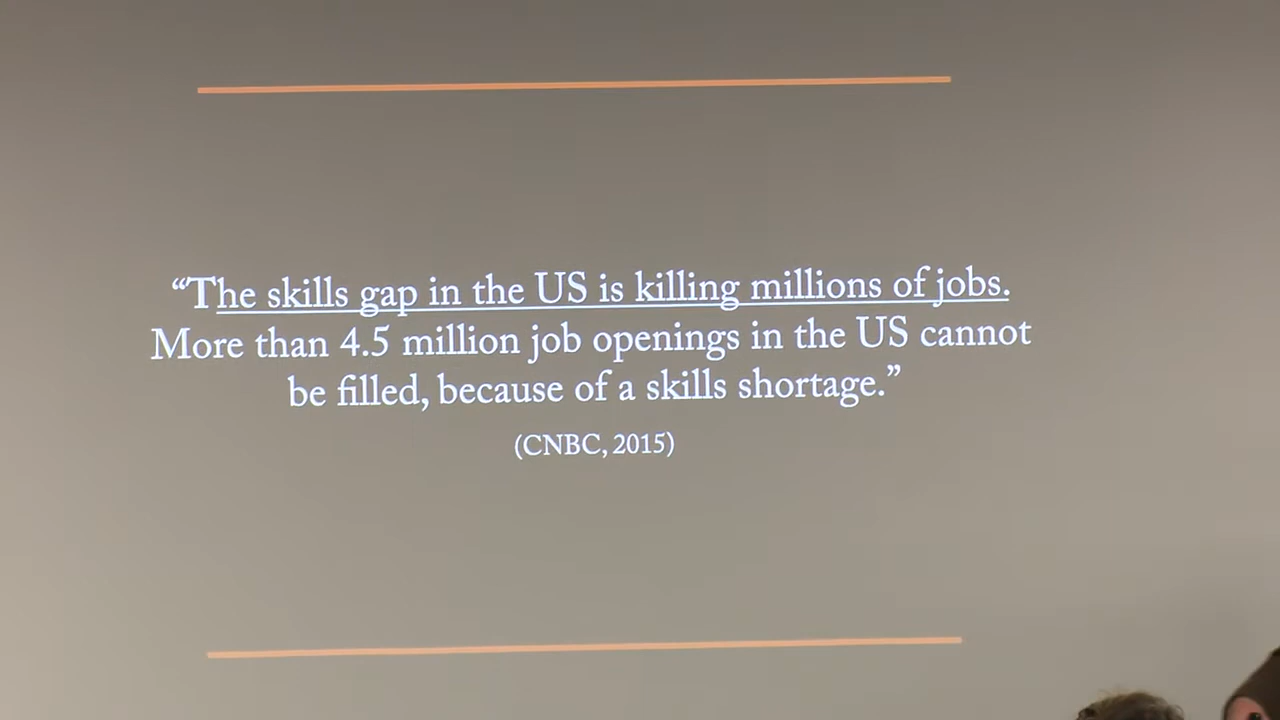 “The skills gap in the US is killing millions of jobs.
More than 4.5 million job openings in the US cannot
be filled, because of a skills shortage.”
(CNBC, 2015)